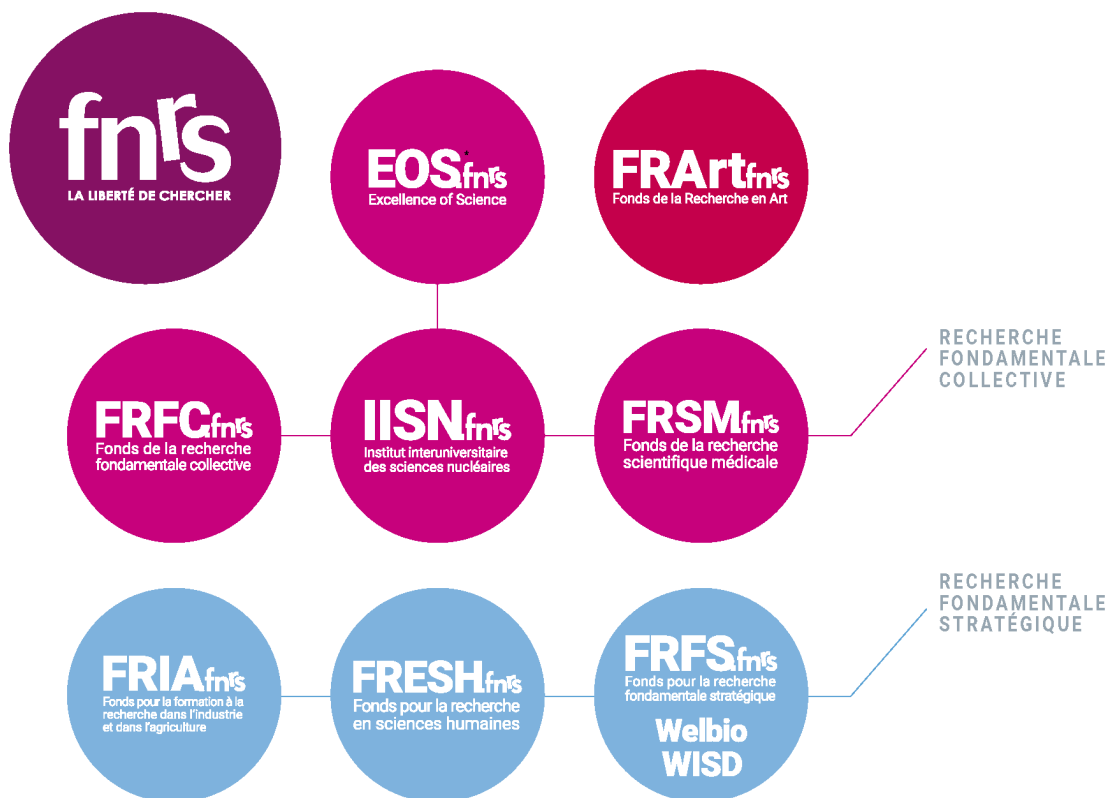 fnrs
LA LIBERTÉ DE CHERCHER
EOS.fnrs*
Excellence of Science
FRArt.fnrs
Fonds de la Recherche en Art
FRFC.fnrs
Fonds de la recherche
fondamentale collective
IISN.fnrs
Institut interuniversitaire
des sciences nucléaires
FRSM.fnrs
Fonds de la recherche
scientifique médicale
RECHERCHE
FONDAMENTALE
COLLECTIVE
FRIA.fnrs
Fonds pour la formation à la
recherche dans l'industrie
et dans l'agriculture
FRESH.fnrs
Fonds pour la recherche
en sciences humaines
FRFS.fnrs
Fonds pour la recherche
fondamentale stratégique
Welbio
WISD
RECHERCHE
FONDAMENTALE
STRATÉGIQUE